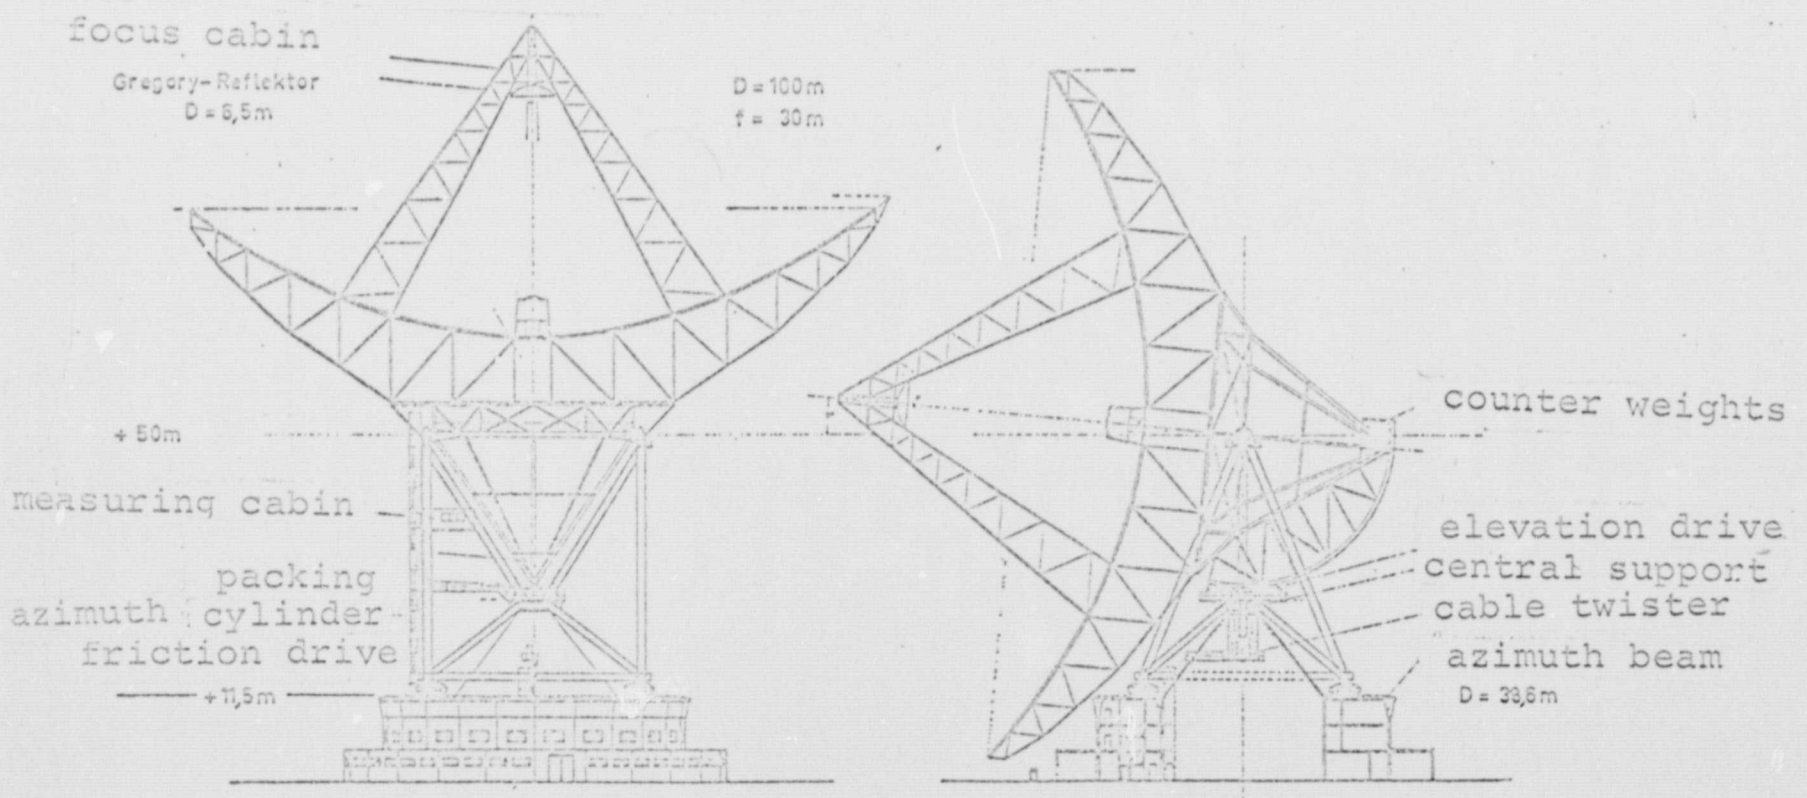 focus cabin
Gregory-Reflektor
D = 6,5m
D = 100m
f = 30m
+ 50m
measuring cabin
packing
azimuth cylinder
friction drive
+11,5m
counter weights
elevation drive
central support
cable twister
azimuth beam
D = 33,6m